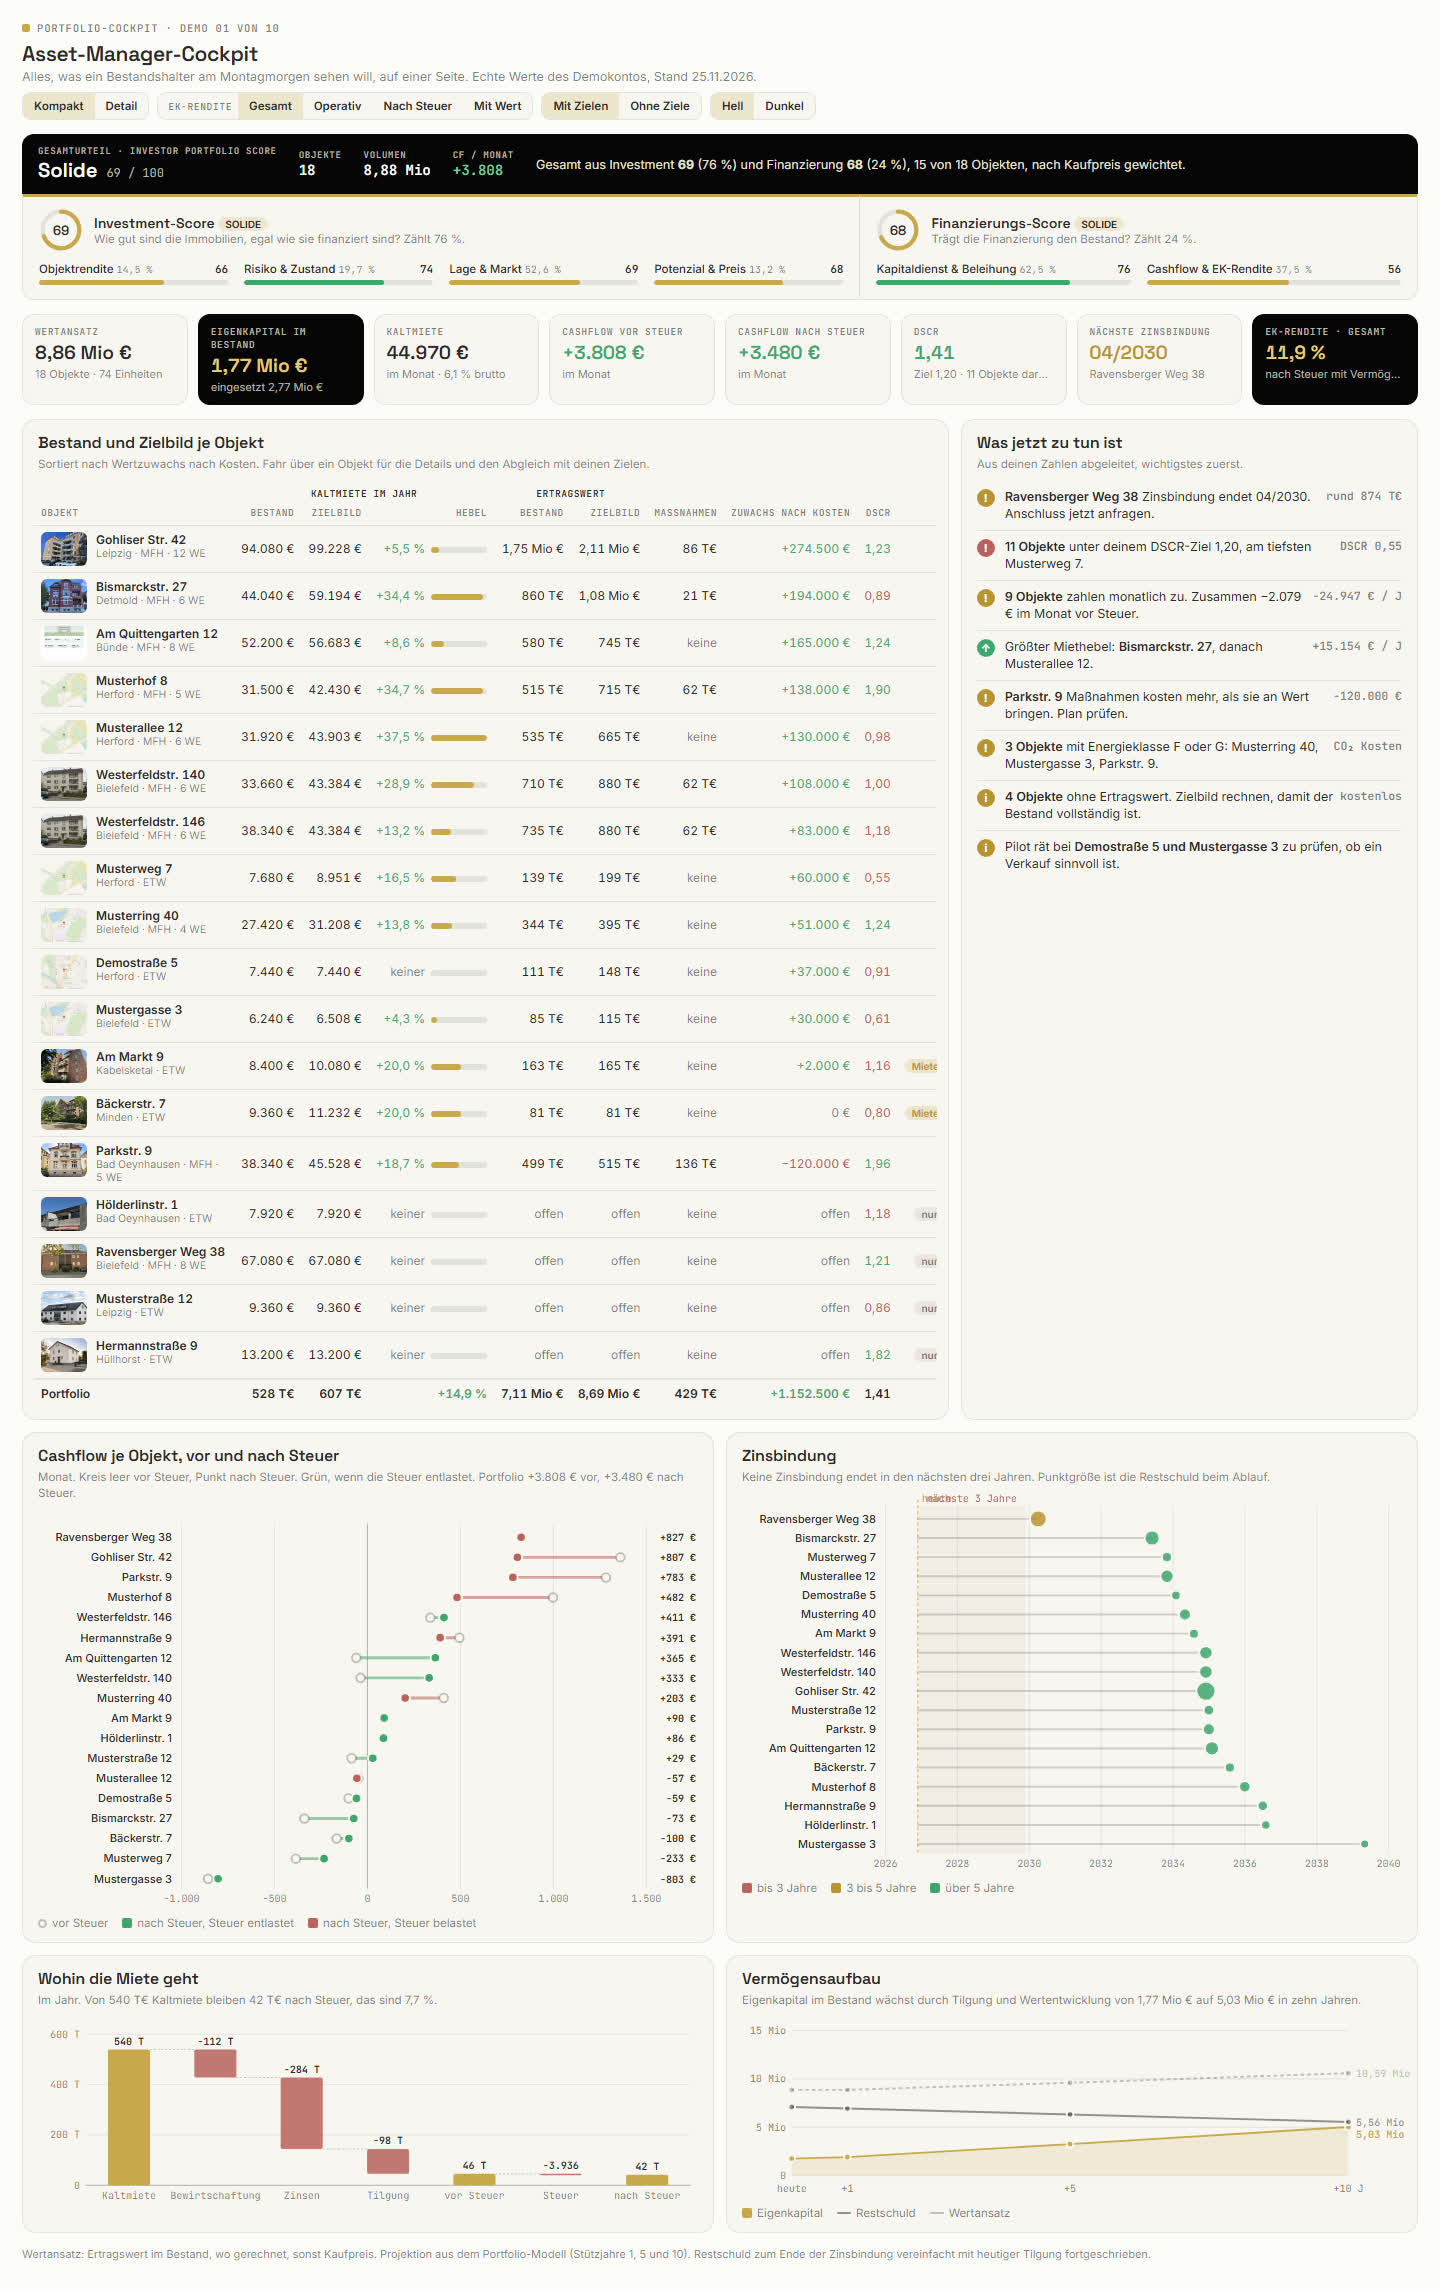 PORTFOLIO-COCKPIT · DEMO 01 VON 10
Asset-Manager-Cockpit
Alles, was ein Bestandshalter am Montagmorgen sehen will, auf einer Seite. Echte Werte des Demokontos, Stand 25.11.2026.
Kompakt Detail EK-RENDITE Gesamt Operativ Nach Steuer Mit Wert Mit Zielen Ohne Ziele Hell Dunkel
GESAMTURTEIL · INVESTOR PORTFOLIO SCORE
Solide 69 / 100
OBJEKTE
18
VOLUMEN
8,88 Mio
CF / MONAT
+3.808
Gesamt aus Investment 69 (76 %) und Finanzierung 68 (24 %), 15 von 18 Objekten, nach Kaufpreis gewichtet.
69
Investment-Score SOLIDE
Wie gut sind die Immobilien, egal wie sie finanziert sind? Zählt 76 %.
Objektrendite 14,5 % 66
Risiko & Zustand 19,7 % 74
Lage & Markt 52,6 % 69
Potenzial & Preis 13,2 % 68
68
Finanzierungs-Score SOLIDE
Trägt die Finanzierung den Bestand? Zählt 24 %.
Kapitaldienst & Beleihung 62,5 % 76
Cashflow & EK-Rendite 37,5 % 56
WERTANSATZ
8,86 Mio €
18 Objekte · 74 Einheiten
EIGENKAPITAL IM BESTAND
1,77 Mio €
eingesetzt 2,77 Mio €
KALTMIETE
44.970 €
im Monat · 6,1 % brutto
CASHFLOW VOR STEUER
+3.808 €
im Monat
CASHFLOW NACH STEUER
+3.480 €
im Monat
DSCR
1,41
Ziel 1,20 · 11 Objekte dar...
NÄCHSTE ZINSBINDUNG
04/2030
Ravensberger Weg 38
EK-RENDITE · GESAMT
11,9 %
nach Steuer mit Vermög...
Bestand und Zielbild je Objekt
Sortiert nach Wertzuwachs nach Kosten. Fahr über ein Objekt für die Details und den Abgleich mit deinen Zielen.
KALTMIETE IM JAHR ERTRAGSWERT
OBJEKT BESTAND ZIELBILD HEBEL BESTAND ZIELBILD MASSNAHMEN ZUWACHS NACH KOSTEN DSCR
Gohliser Str. 42
Leipzig · MFH · 12 WE
94.080 € 99.228 € +5,5 % 1,75 Mio € 2,11 Mio € 86 T€ +274.500 € 1,23
Bismarckstr. 27
Detmold · MFH · 6 WE
44.040 € 59.194 € +34,4 % 860 T€ 1,08 Mio € 21 T€ +194.000 € 0,89
Am Quittengarten 12
Bünde · MFH · 8 WE
52.200 € 56.683 € +8,6 % 580 T€ 745 T€ keine +165.000 € 1,24
Musterhof 8
Herford · MFH · 5 WE
31.500 € 42.430 € +34,7 % 515 T€ 715 T€ 62 T€ +138.000 € 1,90
Musterallee 12
Herford · MFH · 6 WE
31.920 € 43.903 € +37,5 % 535 T€ 665 T€ keine +130.000 € 0,98
Westerfeldstr. 140
Bielefeld · MFH · 6 WE
33.660 € 43.384 € +28,9 % 710 T€ 880 T€ 62 T€ +108.000 € 1,00
Westerfeldstr. 146
Bielefeld · MFH · 6 WE
38.340 € 43.384 € +13,2 % 735 T€ 880 T€ 62 T€ +83.000 € 1,18
Musterweg 7
Herford · ETW
7.680 € 8.951 € +16,5 % 139 T€ 199 T€ keine +60.000 € 0,55
Musterring 40
Bielefeld · MFH · 4 WE
27.420 € 31.208 € +13,8 % 344 T€ 395 T€ keine +51.000 € 1,24
Demostraße 5
Herford · ETW
7.440 € 7.440 € keiner 111 T€ 148 T€ keine +37.000 € 0,91
Mustergasse 3
Bielefeld · ETW
6.240 € 6.508 € +4,3 % 85 T€ 115 T€ keine +30.000 € 0,61
Am Markt 9
Kabelsketal · ETW
8.400 € 10.080 € +20,0 % 163 T€ 165 T€ keine +2.000 € 1,16 Miete
Bäckerstr. 7
Minden · ETW
9.360 € 11.232 € +20,0 % 81 T€ 81 T€ keine 0 € 0,80 Miete
Parkstr. 9
Bad Oeynhausen · MFH ·
5 WE
38.340 € 45.528 € +18,7 % 499 T€ 515 T€ 136 T€ −120.000 € 1,96
Hölderlinstr. 1
Bad Oeynhausen · ETW
7.920 € 7.920 € keiner offen offen keine offen 1,18 nur
Ravensberger Weg 38
Bielefeld · MFH · 8 WE
67.080 € 67.080 € keiner offen offen keine offen 1,21 nur
Musterstraße 12
Leipzig · ETW
9.360 € 9.360 € keiner offen offen keine offen 0,86 nur
Hermannstraße 9
Hüllhorst · ETW
13.200 € 13.200 € keiner offen offen keine offen 1,82 nur
Portfolio 528 T€ 607 T€ +14,9 % 7,11 Mio € 8,69 Mio € 429 T€ +1.152.500 € 1,41
Was jetzt zu tun ist
Aus deinen Zahlen abgeleitet, wichtigstes zuerst.
Ravensberger Weg 38 Zinsbindung endet 04/2030. rund 874 T€
Anschluss jetzt anfragen.
11 Objekte unter deinem DSCR-Ziel 1,20, am tiefsten DSCR 0,55
Musterweg 7.
9 Objekte zahlen monatlich zu. Zusammen −2.079 -24.947 € / J
€ im Monat vor Steuer.
Größter Miethebel: Bismarckstr. 27, danach +15.154 € / J
Musterallee 12.
Parkstr. 9 Maßnahmen kosten mehr, als sie an Wert -120.000 €
bringen. Plan prüfen.
3 Objekte mit Energieklasse F oder G: Musterring 40, CO₂ Kosten
Mustergasse 3, Parkstr. 9.
4 Objekte ohne Ertragswert. Zielbild rechnen, damit der kostenlos
Bestand vollständig ist.
Pilot rät bei Demostraße 5 und Mustergasse 3 zu prüfen, ob ein
Verkauf sinnvoll ist.
Cashflow je Objekt, vor und nach Steuer
Monat. Kreis leer vor Steuer, Punkt nach Steuer. Grün, wenn die Steuer entlastet. Portfolio +3.808 € vor, +3.480 € nach
Steuer.
Ravensberger Weg 38 +827 €
Gohliser Str. 42 +807 €
Parkstr. 9 +783 €
Musterhof 8 +482 €
Westerfeldstr. 146 +411 €
Hermannstraße 9 +391 €
Am Quittengarten 12 +365 €
Westerfeldstr. 140 +333 €
Musterring 40 +203 €
Am Markt 9 +90 €
Hölderlinstr. 1 +86 €
Musterstraße 12 +29 €
Musterallee 12 -57 €
Demostraße 5 -59 €
Bismarckstr. 27 -73 €
Bäckerstr. 7 -100 €
Musterweg 7 -233 €
Mustergasse 3 -803 €
-1.000 -500 0 500 1.000 1.500
vor Steuer nach Steuer, Steuer entlastet nach Steuer, Steuer belastet
Zinsbindung
Keine Zinsbindung endet in den nächsten drei Jahren. Punktgröße ist die Restschuld beim Ablauf.
heute nächste 3 Jahre
Ravensberger Weg 38
Bismarckstr. 27
Musterweg 7
Musterallee 12
Demostraße 5
Musterring 40
Am Markt 9
Westerfeldstr. 146
Westerfeldstr. 140
Gohliser Str. 42
Musterstraße 12
Parkstr. 9
Am Quittengarten 12
Bäckerstr. 7
Musterhof 8
Hermannstraße 9
Hölderlinstr. 1
Mustergasse 3
2026 2028 2030 2032 2034 2036 2038 2040
bis 3 Jahre 3 bis 5 Jahre über 5 Jahre
Wohin die Miete geht
Im Jahr. Von 540 T€ Kaltmiete bleiben 42 T€ nach Steuer, das sind 7,7 %.
600 T
400 T
200 T
0
540 T -112 T -284 T -98 T 46 T -3.936 42 T
Kaltmiete Bewirtschaftung Zinsen Tilgung vor Steuer Steuer nach Steuer
Vermögensaufbau
Eigenkapital im Bestand wächst durch Tilgung und Wertentwicklung von 1,77 Mio € auf 5,03 Mio € in zehn Jahren.
15 Mio
10 Mio
5 Mio
0
10,59 Mio
5,56 Mio
5,03 Mio
heute +1 +5 +10 J
Eigenkapital Restschuld Wertansatz
Wertansatz: Ertragswert im Bestand, wo gerechnet, sonst Kaufpreis. Projektion aus dem Portfolio-Modell (Stützjahre 1, 5 und 10). Restschuld zum Ende der Zinsbindung vereinfacht mit heutiger Tilgung fortgeschrieben.